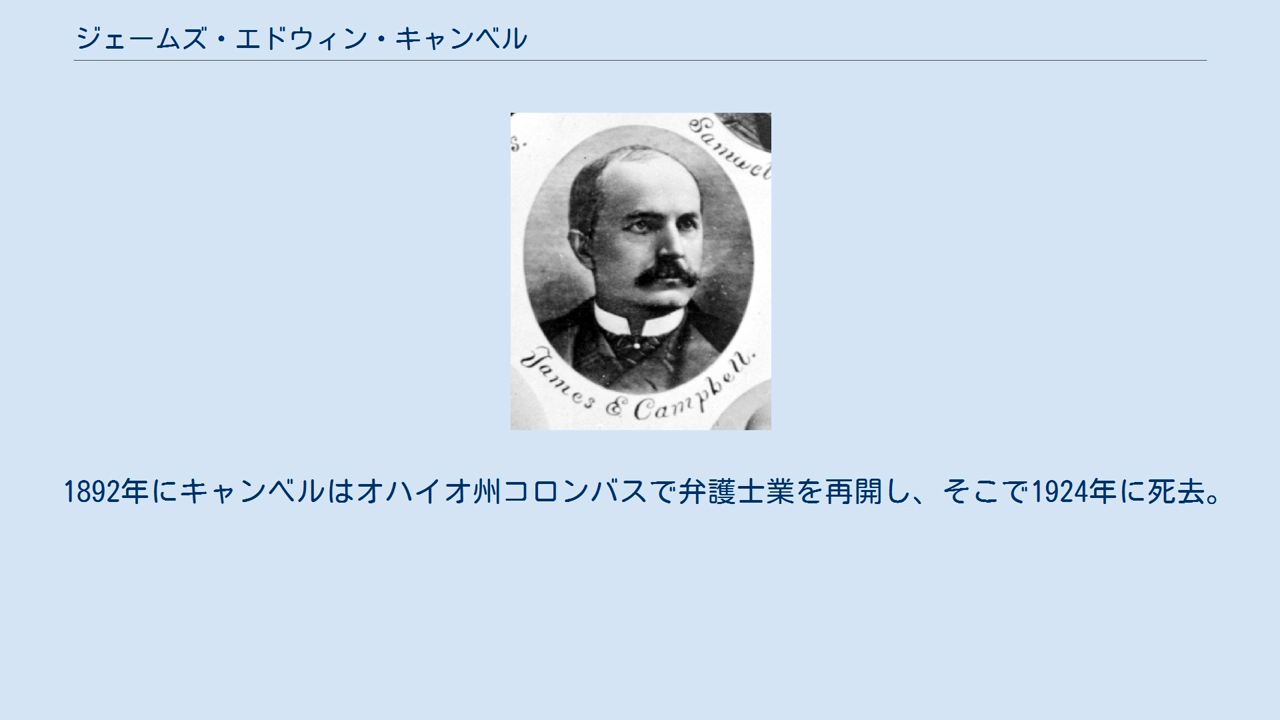 ジェームズ・エドウィン・キャンベル
s.
Samuel
James E Campbell.
1892年にキャンベルはオハイオ州コロンバスで弁護士業を再開し、そこで1924年に死去。